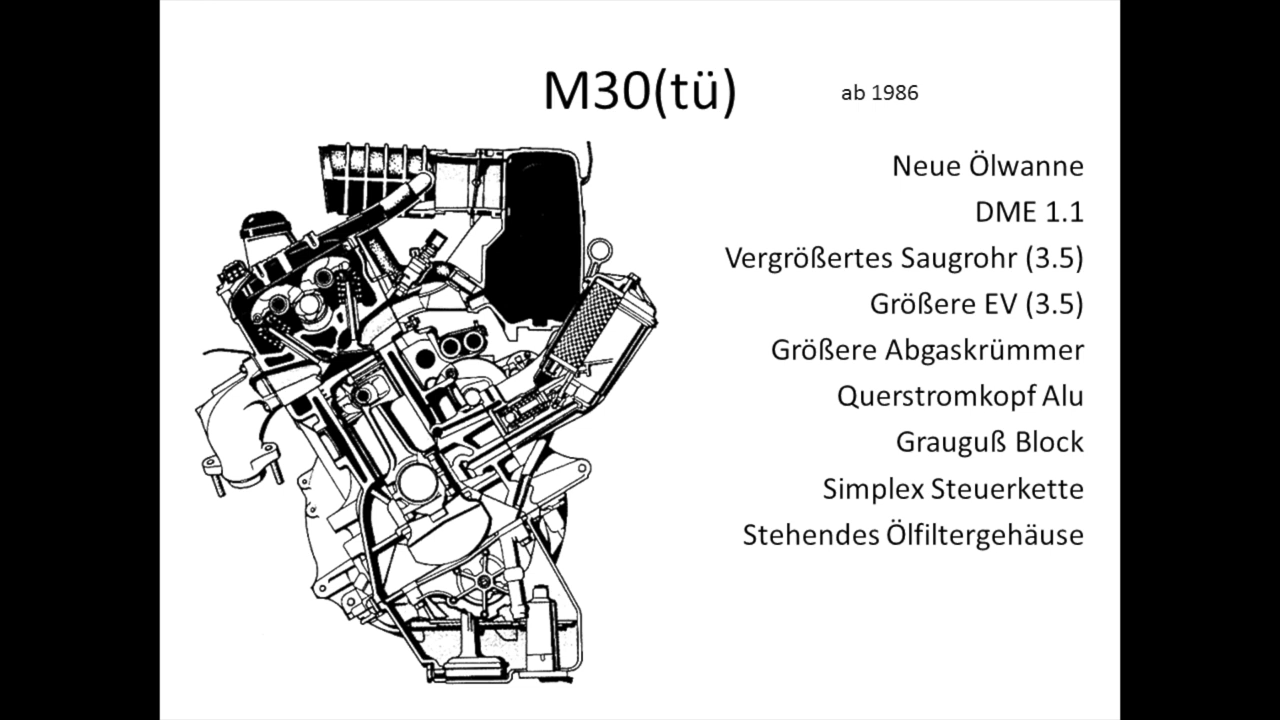 M30(tü)
ab 1986
Neue Ölwanne
DME 1.1
Vergrößertes Saugrohr (3.5)
Größere EV (3.5)
Größere Abgaskrümmer
Querstromkopf Alu
Grauguß Block
Simplex Steuerkette
Stehendes Ölfiltergehäuse